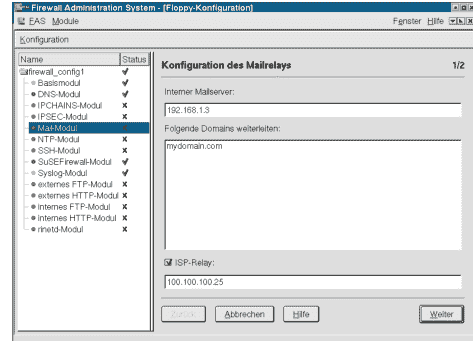 Firewall Administration System - [Floppy-Konfiguration]
FAS Module Fenster Hilfe
Konfiguration
Name Status
firewall_config1
Basismodul
DNS-Modul
IPCHAINS-Modul
IPSEC-Modul
Mail-Modul
NTP-Modul
SSH-Modul
SuSEFirewall-Modul
Syslog-Modul
externes FTP-Modul
externes HTTP-Modul
internes FTP-Modul
internes HTTP-Modul
rinetd-Modul
Konfiguration des Mailrelays 1/2
Interner Mailserver:
192.168.1.3
Folgende Domains weiterleiten:
mydomain.com
ISP-Relay:
100.100.100.25
Zurück Abbrechen Hilfe Weiter